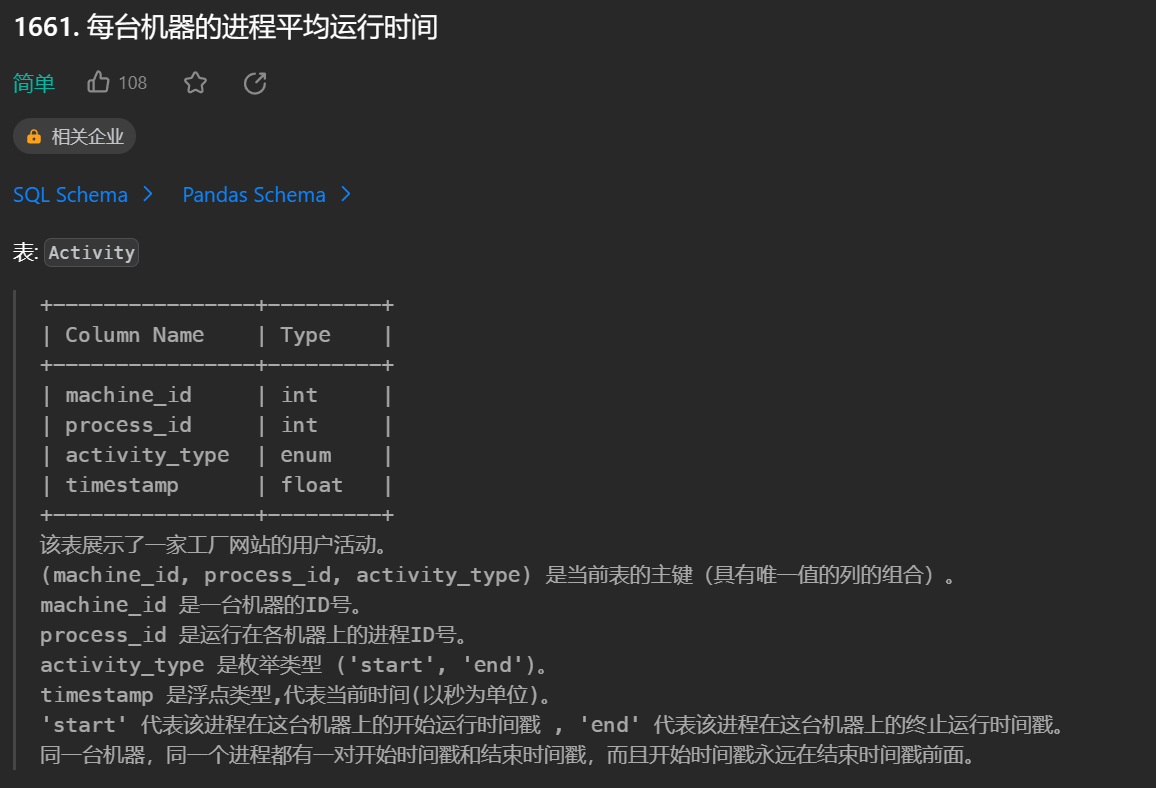 1661. 每台机器的进程平均运行时间
简单 108
相关企业
SQL Schema > Pandas Schema >
表: Activity
+----------------+---------+
| Column Name    | Type    |
+----------------+---------+
| machine_id     | int     |
| process_id     | int     |
| activity_type  | enum    |
| timestamp      | float   |
+----------------+---------+
该表展示了一家工厂网站的用户活动。
(machine_id, process_id, activity_type) 是当前表的主键（具有唯一值的列的组合）。
machine_id 是一台机器的ID号。
process_id 是运行在各机器上的进程ID号。
activity_type 是枚举类型 ('start', 'end')。
timestamp 是浮点类型,代表当前时间(以秒为单位)。
'start' 代表该进程在这台机器上的开始运行时间戳 , 'end' 代表该进程在这台机器上的终止运行时间戳。
同一台机器，同一个进程都有一对开始时间戳和结束时间戳，而且开始时间戳永远在结束时间戳前面。